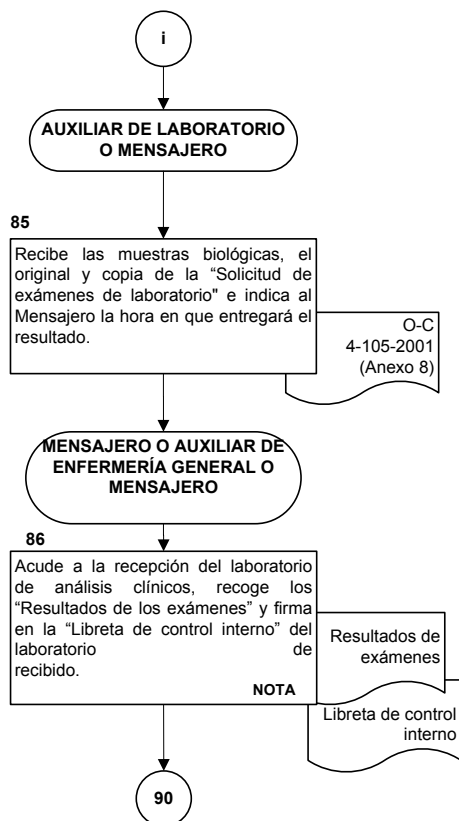 i
AUXILIAR DE LABORATORIO
O MENSAJERO
85
Recibe las muestras biológicas, el
original y copia de la “Solicitud de
exámenes de laboratorio" e indica al
Mensajero la hora en que entregará el
resultado.
O-C
4-105-2001
(Anexo 8)
MENSAJERO O AUXILIAR DE
ENFERMERÍA GENERAL O
MENSAJERO
86
Acude a la recepción del laboratorio
de análisis clínicos, recoge los
“Resultados de los exámenes” y firma
en la “Libreta de control interno” del
laboratorio de
recibido.
NOTA
Resultados de
exámenes
Libreta de control
interno
90